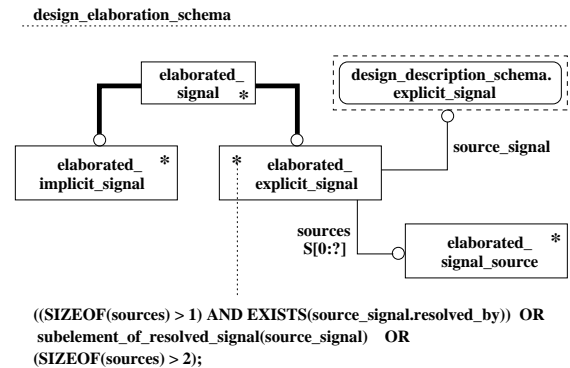 design_elaboration_schema
elaborated_
signal
*
design_description_schema.
explicit_signal
elaborated_
implicit_signal
*
*
elaborated_
explicit_signal
source_signal
sources
S[0:?]
elaborated_
signal_source
*
((SIZEOF(sources) > 1) AND EXISTS(source_signal.resolved_by)) OR
subelement_of_resolved_signal(source_signal) OR
(SIZEOF(sources) > 2);